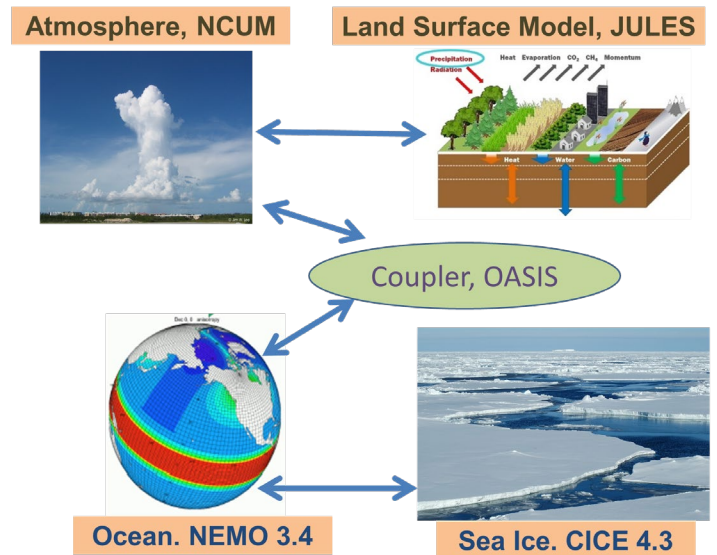 Atmosphere, NCUM
Land Surface Model, JULES
Precipitation
Radiation
Heat Evaporation CO₂ CH₄ Momentum
Heat Water Carbon
Coupler, OASIS
Ocean. NEMO 3.4
Sea Ice. CICE 4.3